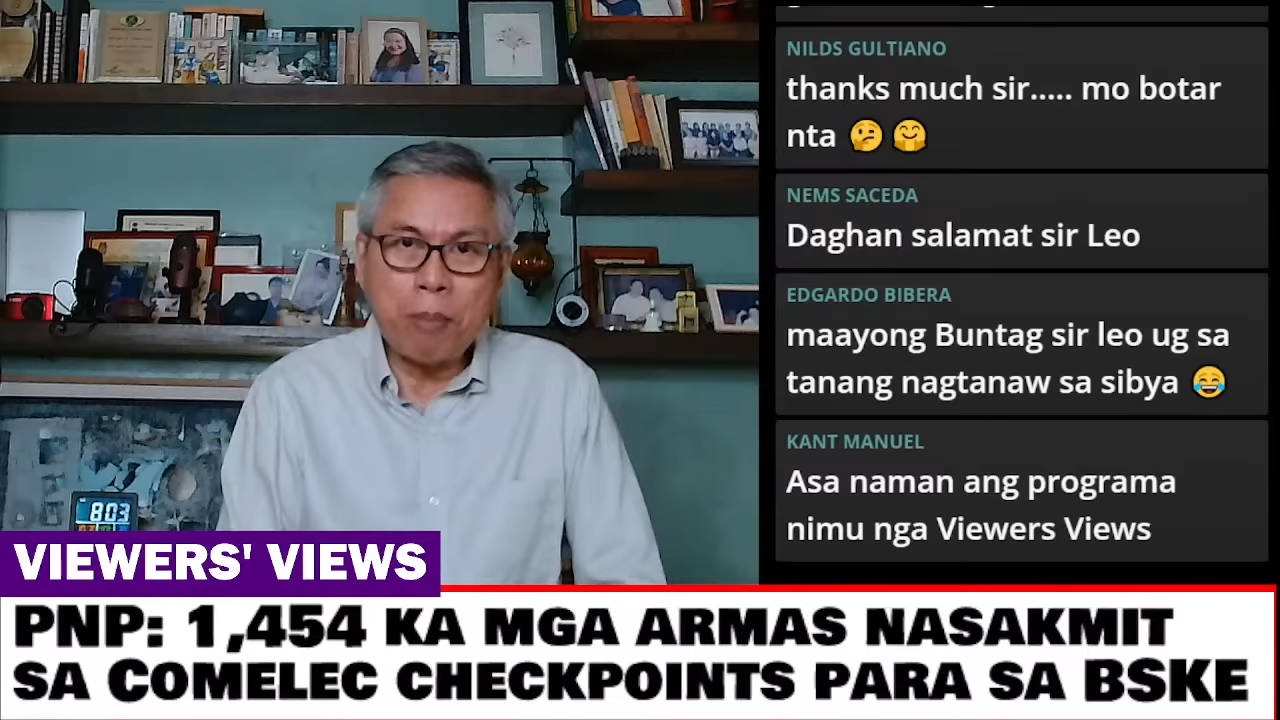 NILDS GULTIANO
thanks much sir..... mo botar
nta 🤔 🤗
NEMS SACEDA
Daghan salamat sir Leo
EDGARDO BIBERA
maayong Buntag sir leo ug sa
tanang nagtanaw sa sibya 😂
KANT MANUEL
Asa naman ang programa
nimu nga Viewers Views
803
VIEWERS' VIEWS
PNP: 1,454 KA MGA ARMAS NASAKMIT
SA COMELEC CHECKPOINTS PARA SA BSKE